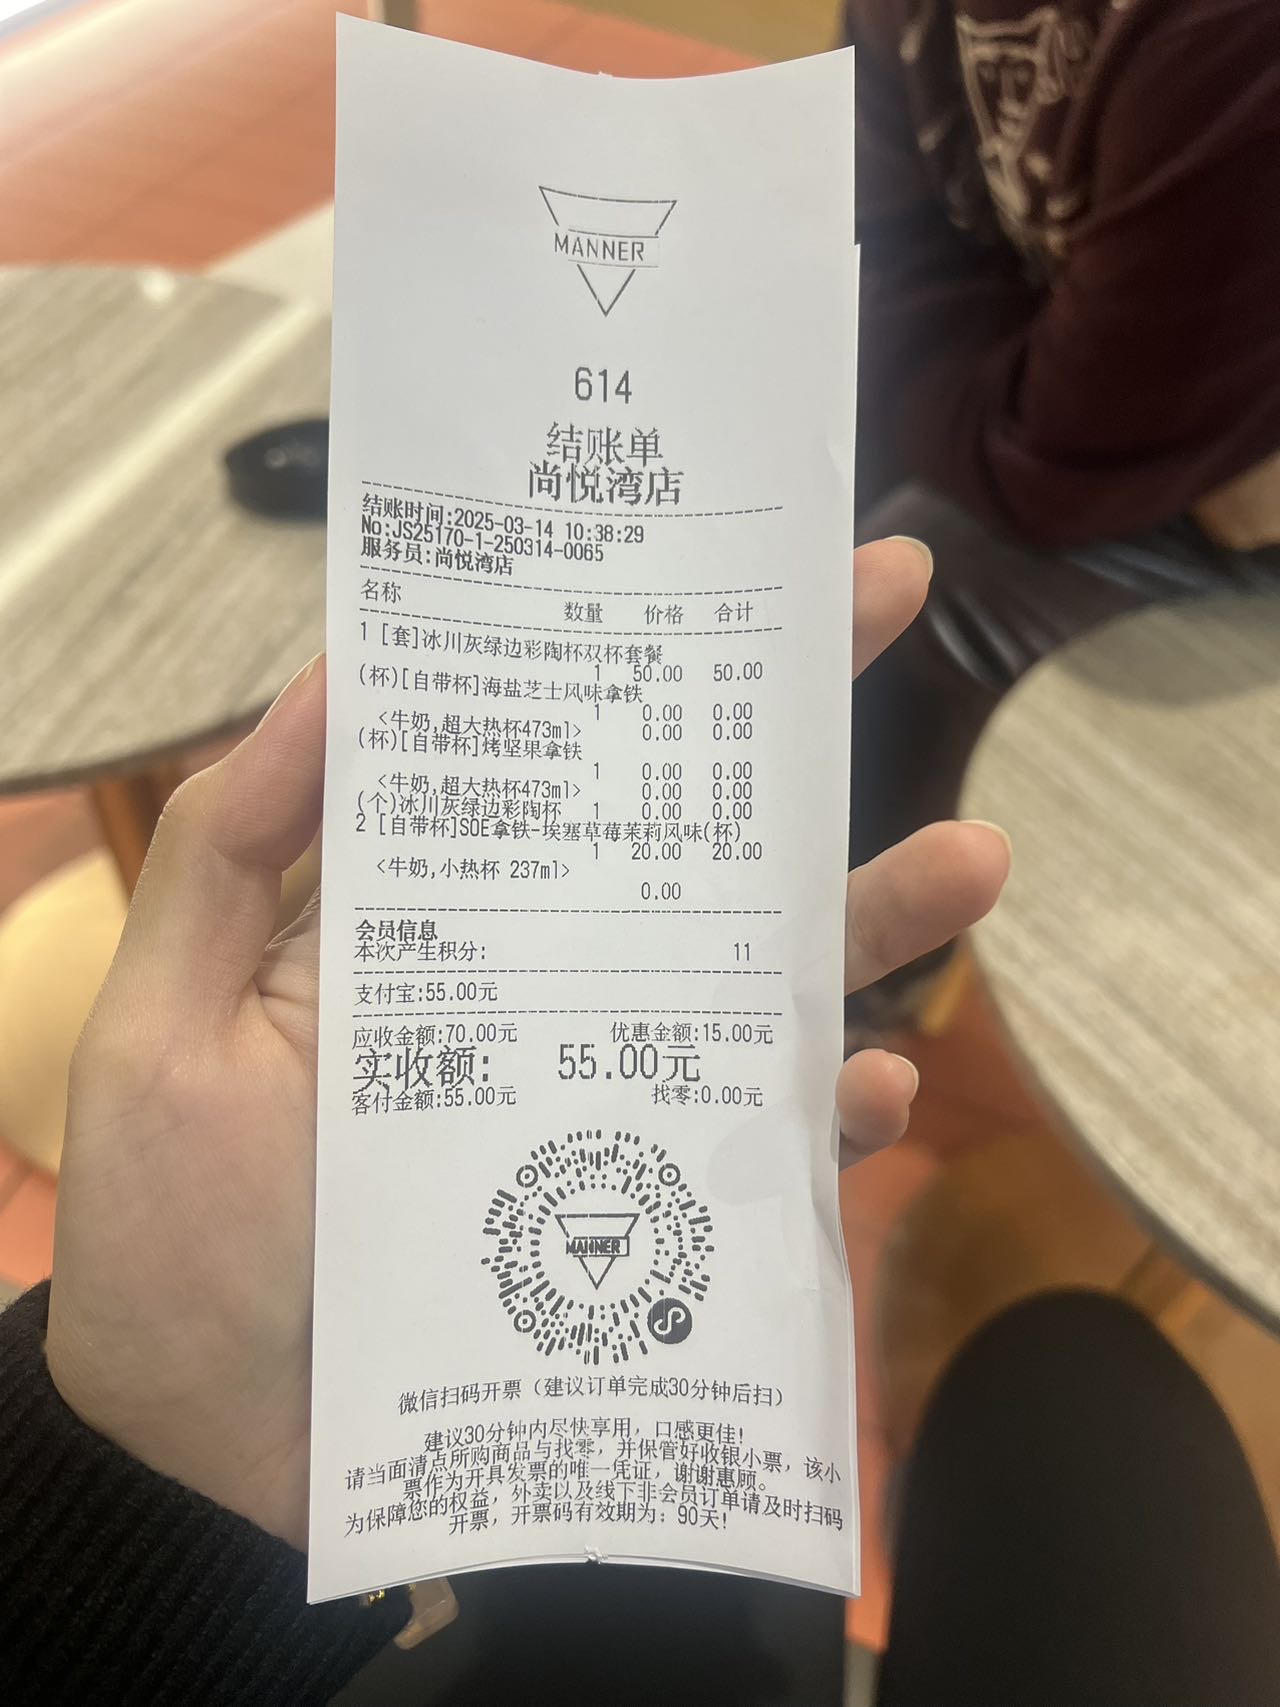 MANNER
614
结账单
尚悦湾店
结账时间:2025-03-14 10:38:29
No:JS25170-1-250314-0065
服务员:尚悦湾店
名称 数量 价格 合计
1 [套]冰川灰绿边彩陶杯双杯套餐
1 50.00 50.00
(杯)[自带杯]海盐芝士风味拿铁
1 0.00 0.00
<牛奶,超大热杯473ml> 0.00 0.00
(杯)[自带杯]烤坚果拿铁
1 0.00 0.00
<牛奶,超大热杯473ml> 0.00 0.00
(个)冰川灰绿边彩陶杯 1 0.00 0.00
2 [自带杯]SOE拿铁-埃塞草莓茉莉风味(杯)
1 20.00 20.00
<牛奶,小热杯 237ml>
0.00
会员信息
本次产生积分: 11
支付宝:55.00元
应收金额:70.00元 优惠金额:15.00元
实收额: 55.00元
客付金额:55.00元 找零:0.00元
MANNER
微信扫码开票（建议订单完成30分钟后扫）
建议30分钟内尽快享用，口感更佳!
请当面清点所购商品与找零，并保管好收银小票，该小
票作为开具发票的唯一凭证，谢谢惠顾。
为保障您的权益，外卖以及线下非会员订单请及时扫码
开票，开票码有效期为：90天!